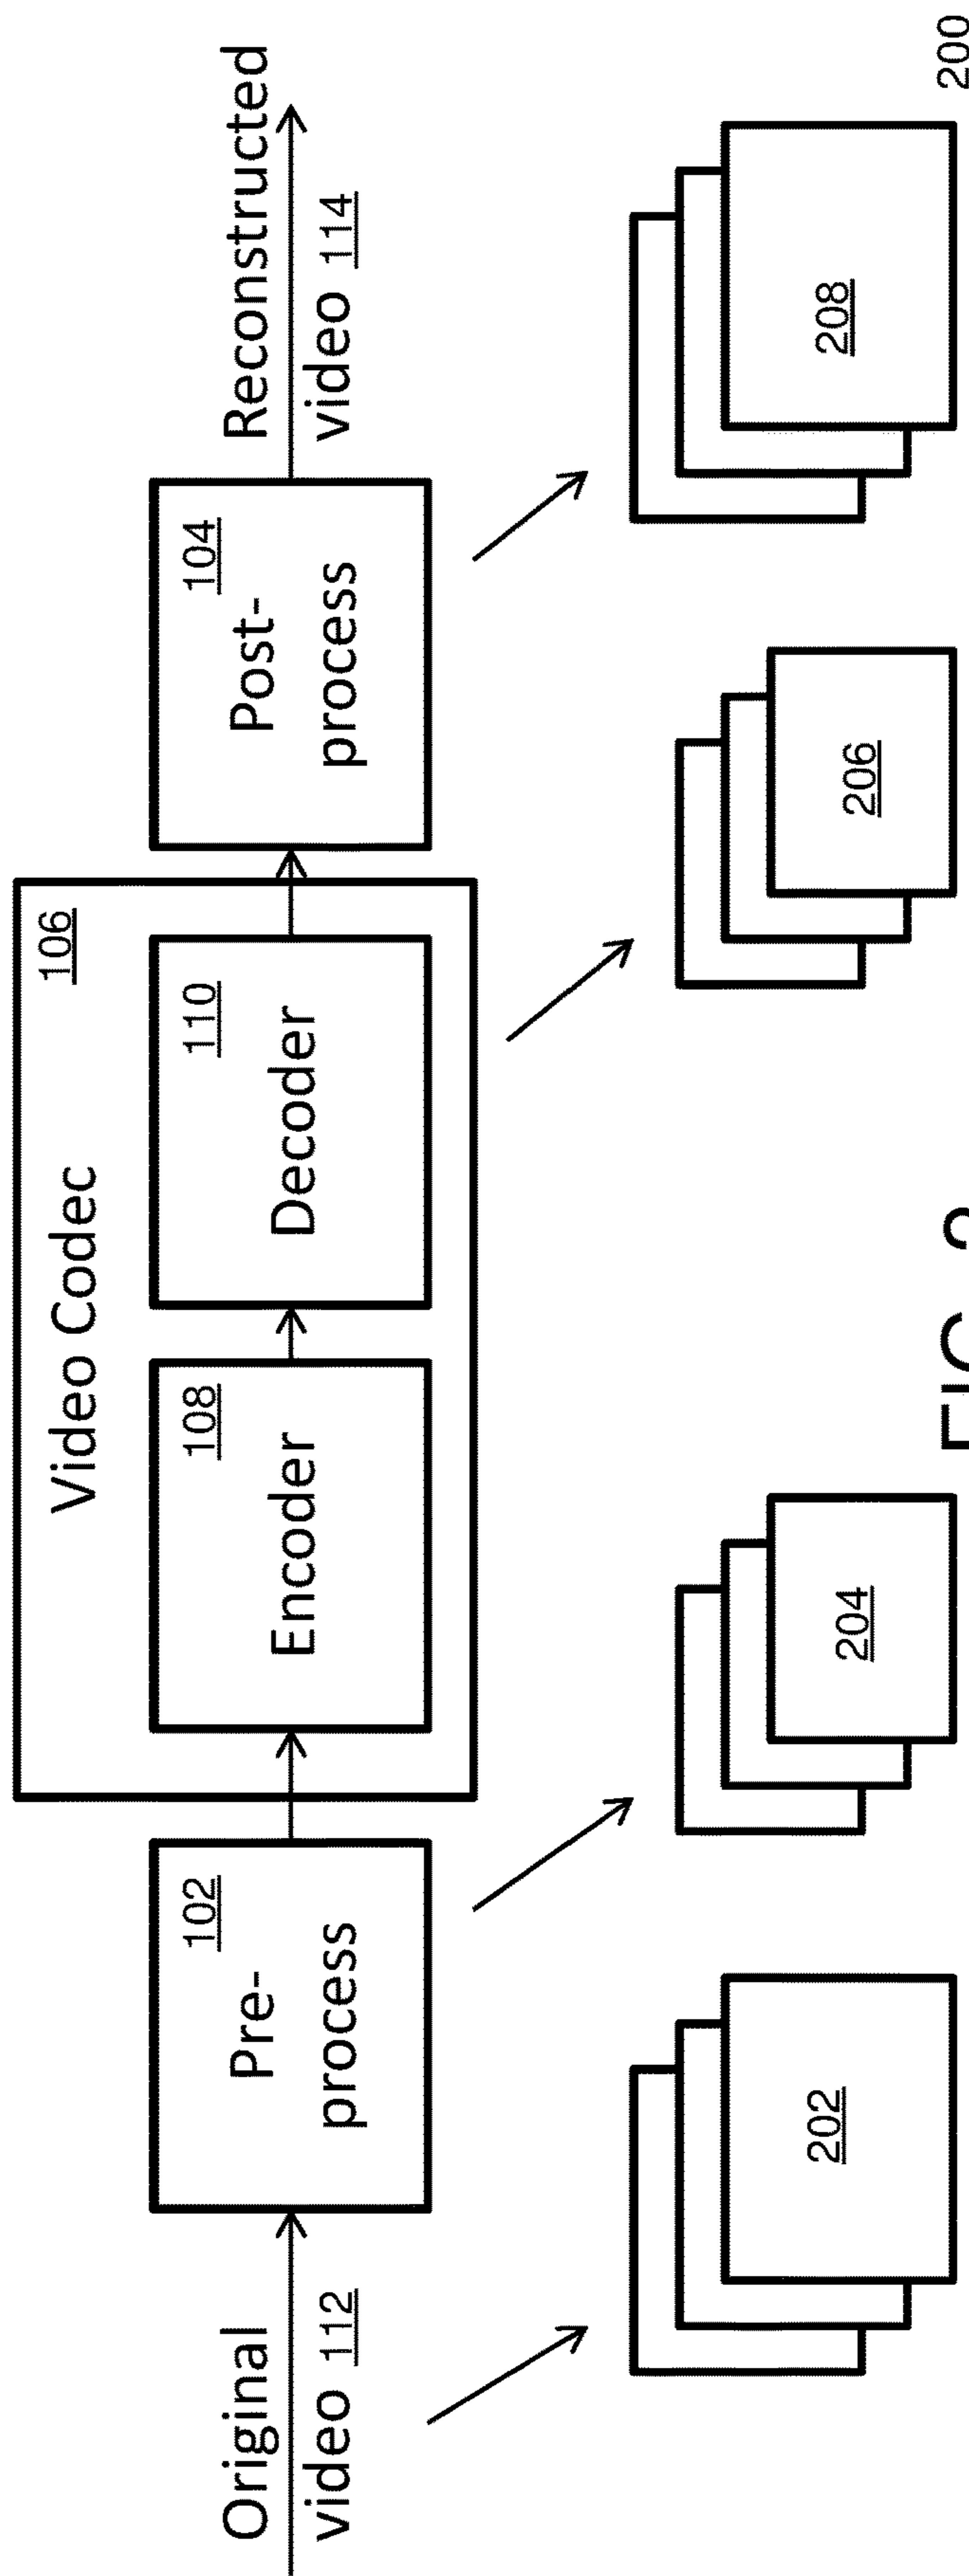 Video Codec 106
Original
video 112
Pre-
process
102
Encoder
108
Decoder
110
Post-
process
104
Reconstructed
video 114
202
204
206
208
200